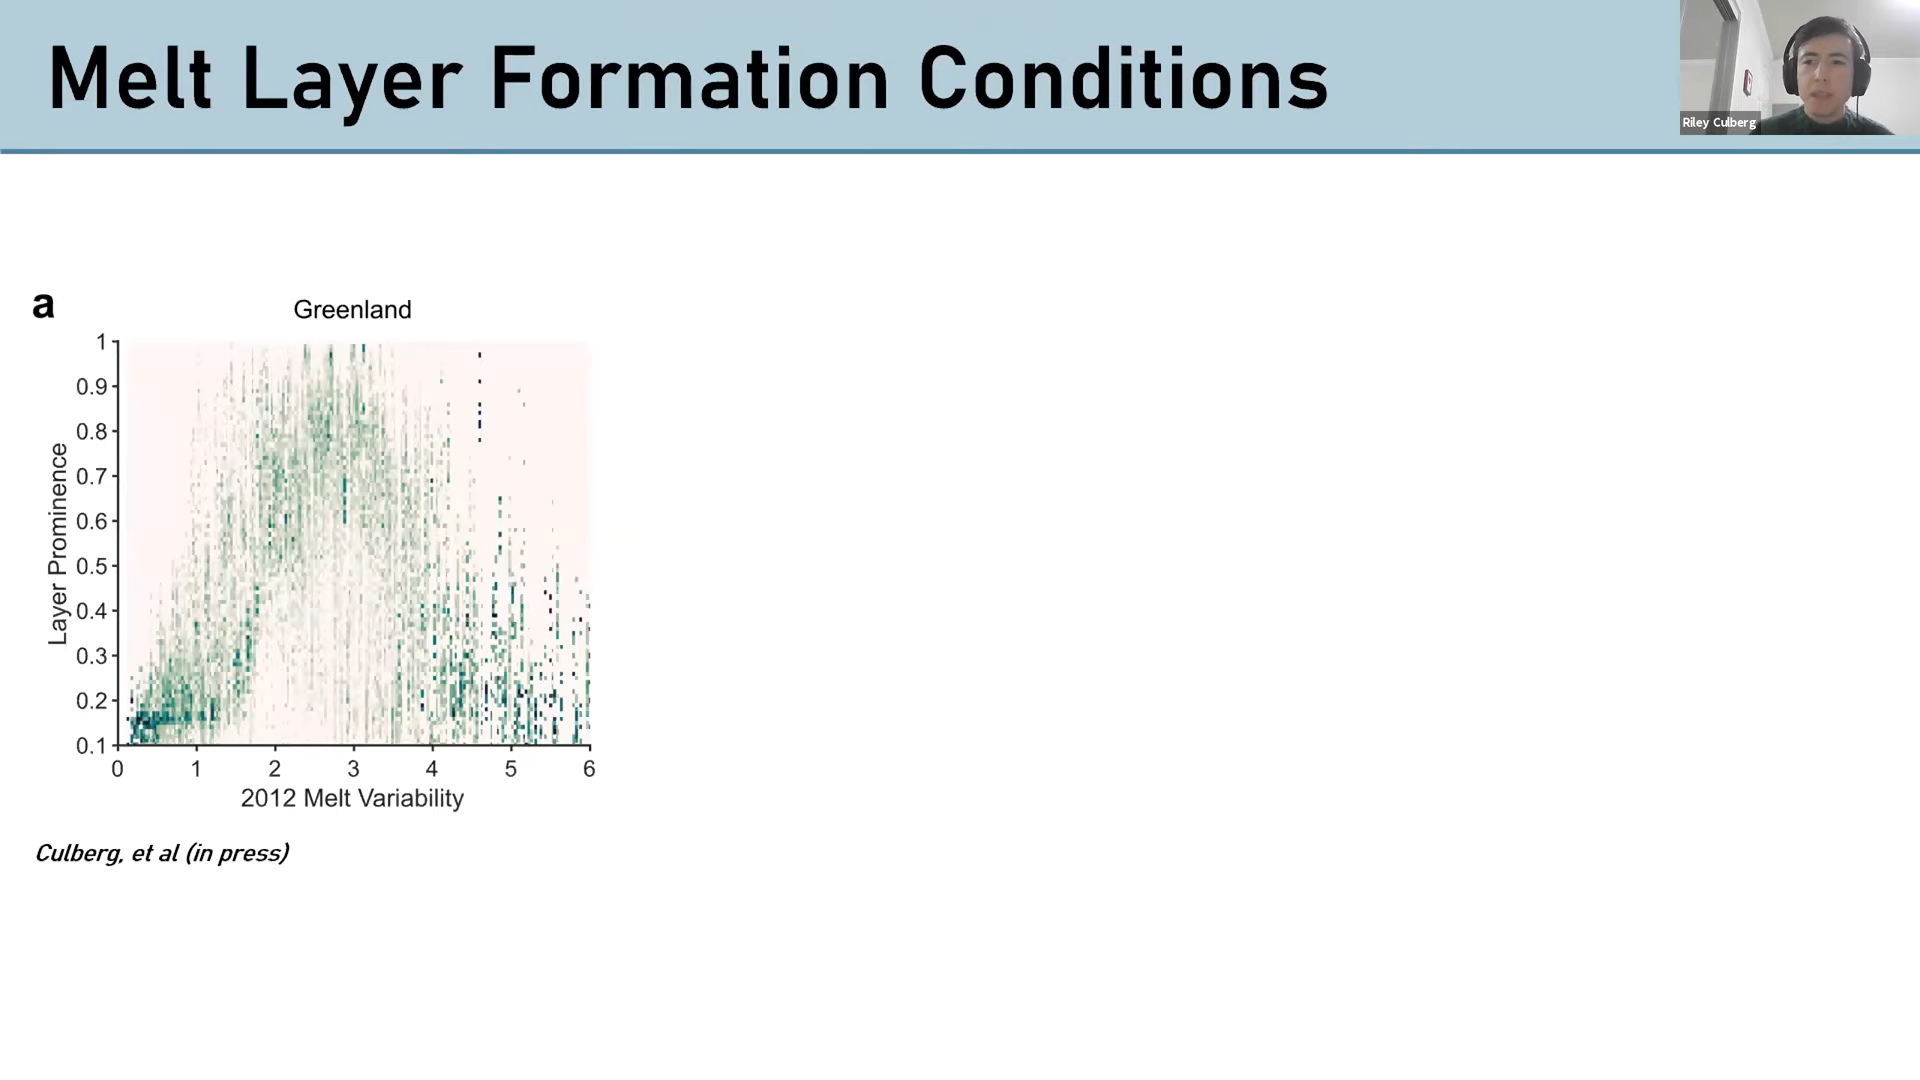 Melt Layer Formation Conditions
Riley Culberg
a
Greenland
Layer Prominence
1
0.9
0.8
0.7
0.6
0.5
0.4
0.3
0.2
0.1
0 1 2 3 4 5 6
2012 Melt Variability
Culberg, et al (in press)